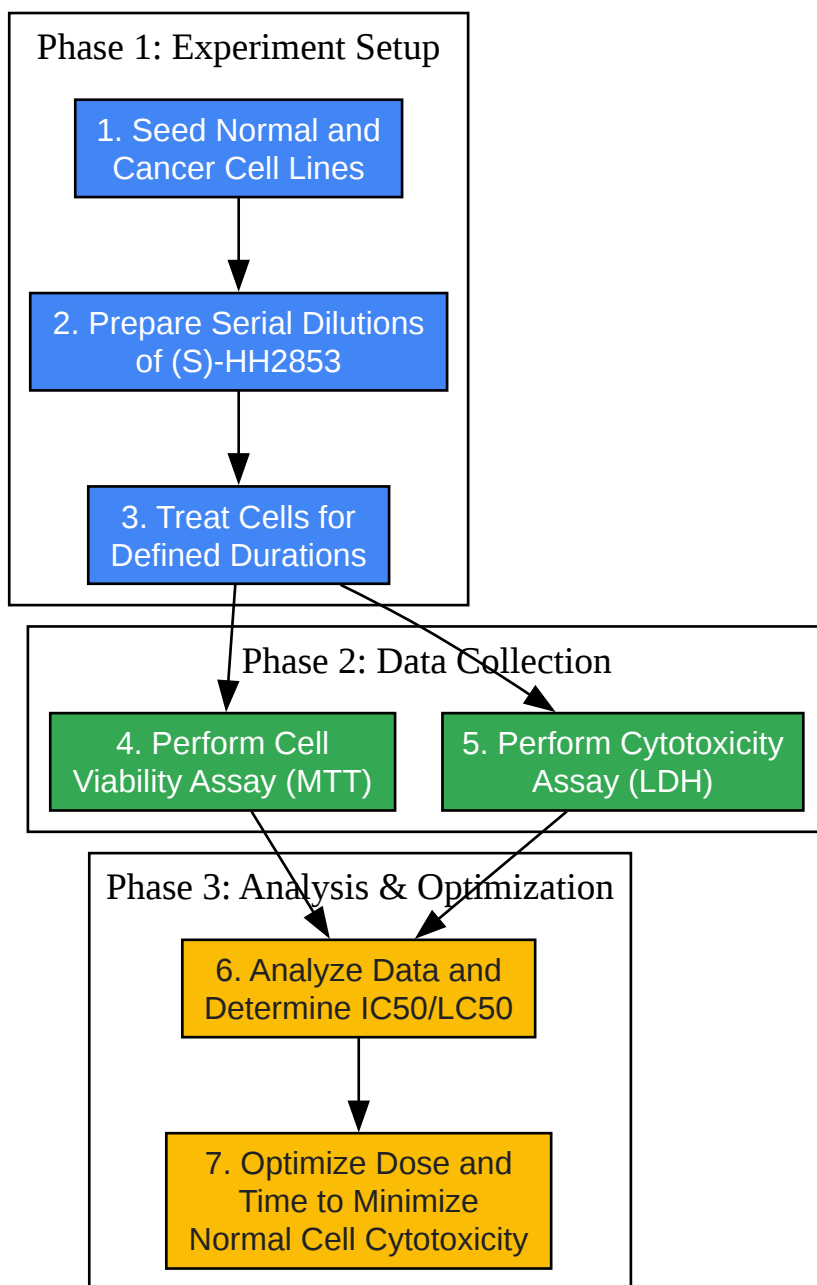 Phase 1: Experiment Setup
1. Seed Normal and
Cancer Cell Lines
2. Prepare Serial Dilutions
of (S)-HH2853
3. Treat Cells for
Defined Durations
Phase 2: Data Collection
4. Perform Cell
Viability Assay (MTT)
5. Perform Cytotoxicity
Assay (LDH)
Phase 3: Analysis & Optimization
6. Analyze Data and
Determine IC50/LC50
7. Optimize Dose and
Time to Minimize
Normal Cell Cytotoxicity